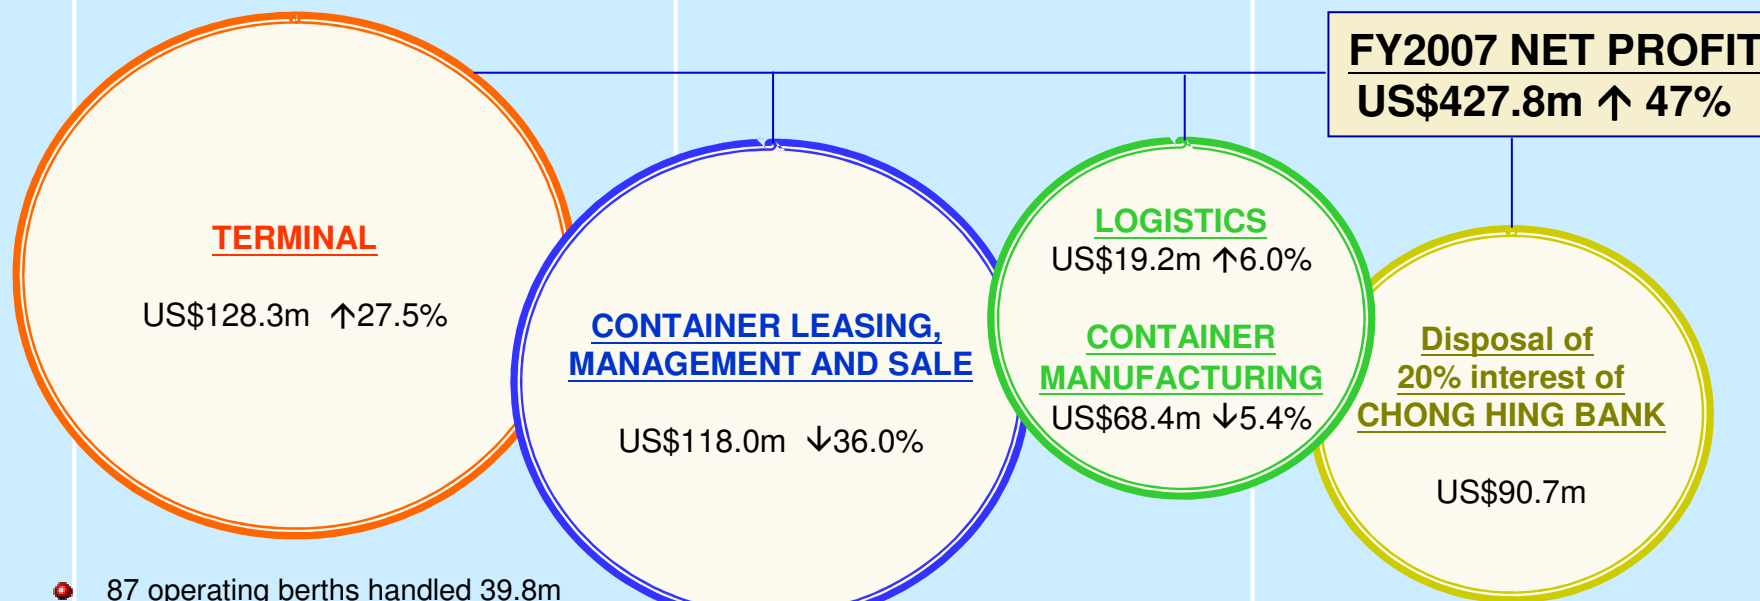 FY2007 NET PROFIT
US$427.8m ↑ 47%
TERMINAL
US$128.3m ↑27.5%
CONTAINER LEASING,
MANAGEMENT AND SALE
US$118.0m ↓36.0%
LOGISTICS
US$19.2m ↑6.0%
CONTAINER
MANUFACTURING
US$68.4m ↓5.4%
Disposal of
20% interest of
CHONG HING BANK
US$90.7m
87 operating berths handled 39.8m